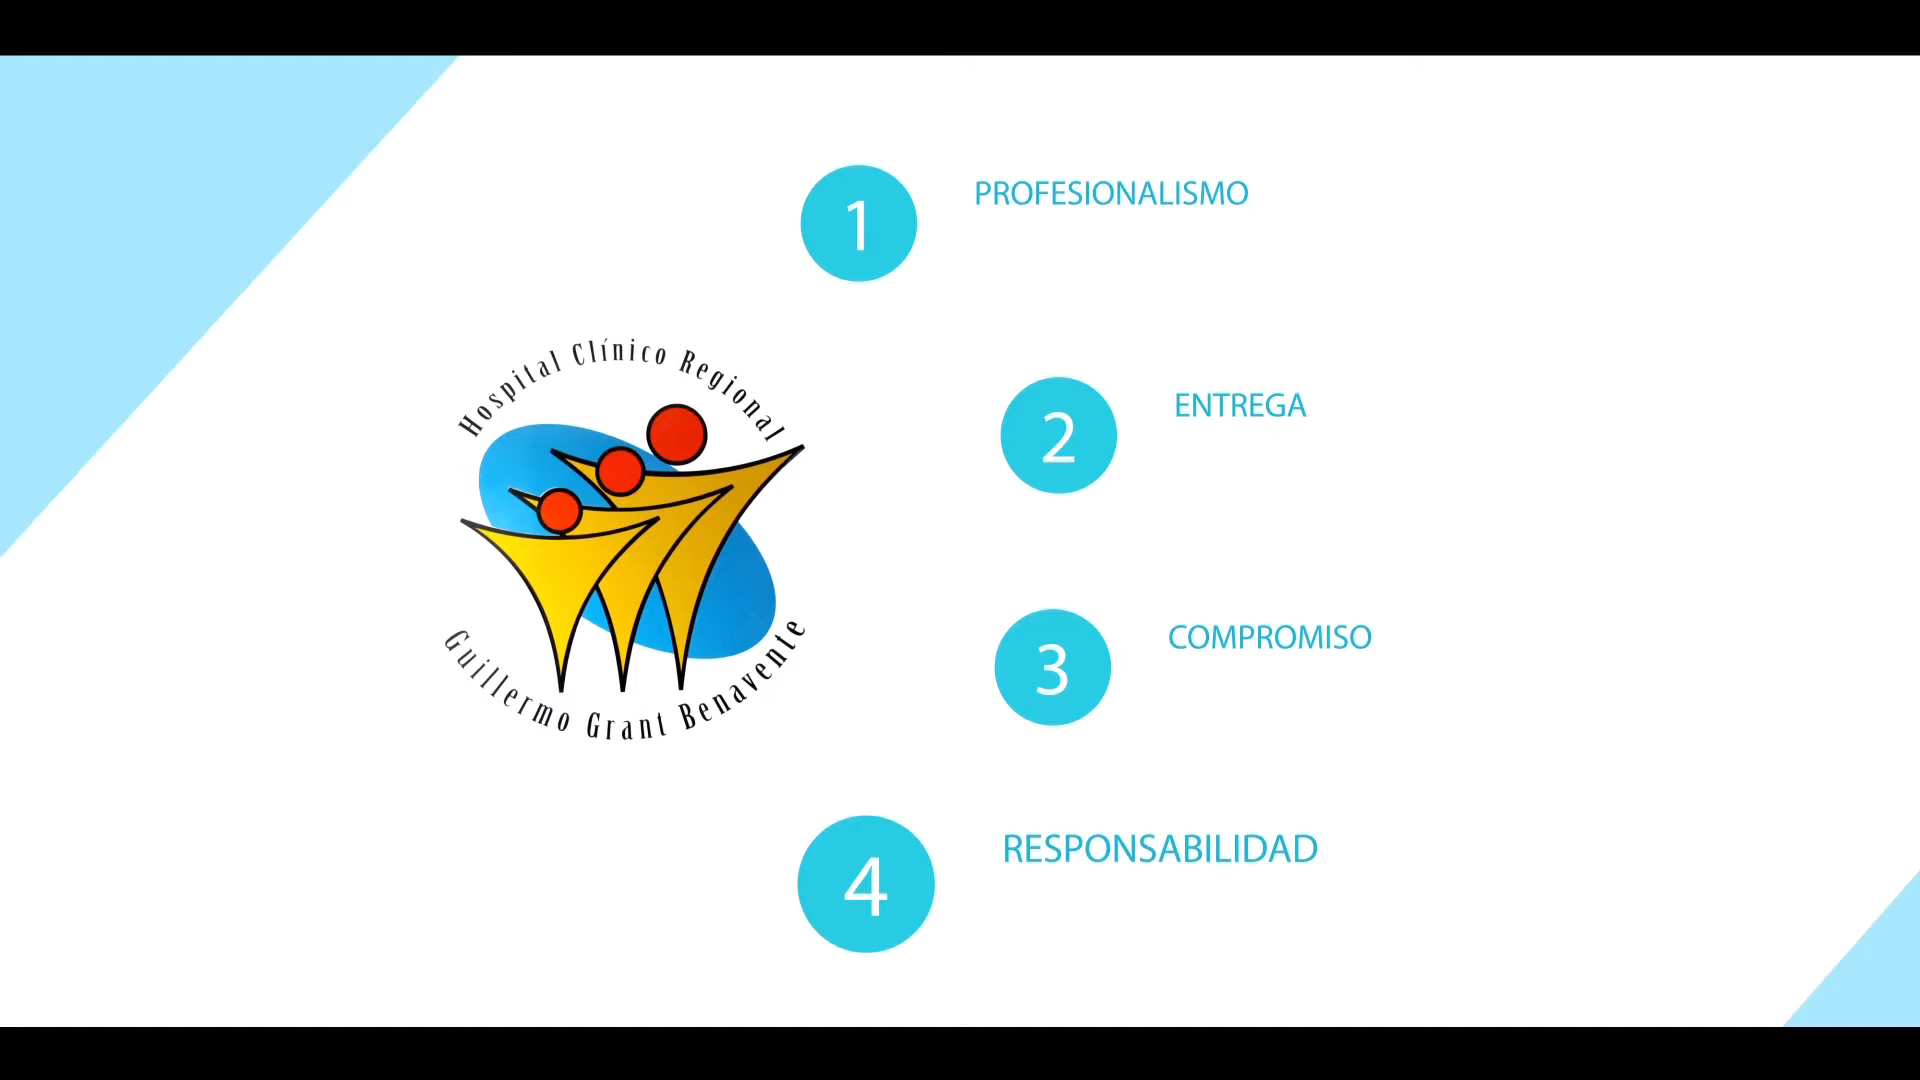 1
PROFESIONALISMO
Hospital Clínico Regional
Guillermo Grant Benavente
2
ENTREGA
3
COMPROMISO
4
RESPONSABILIDAD